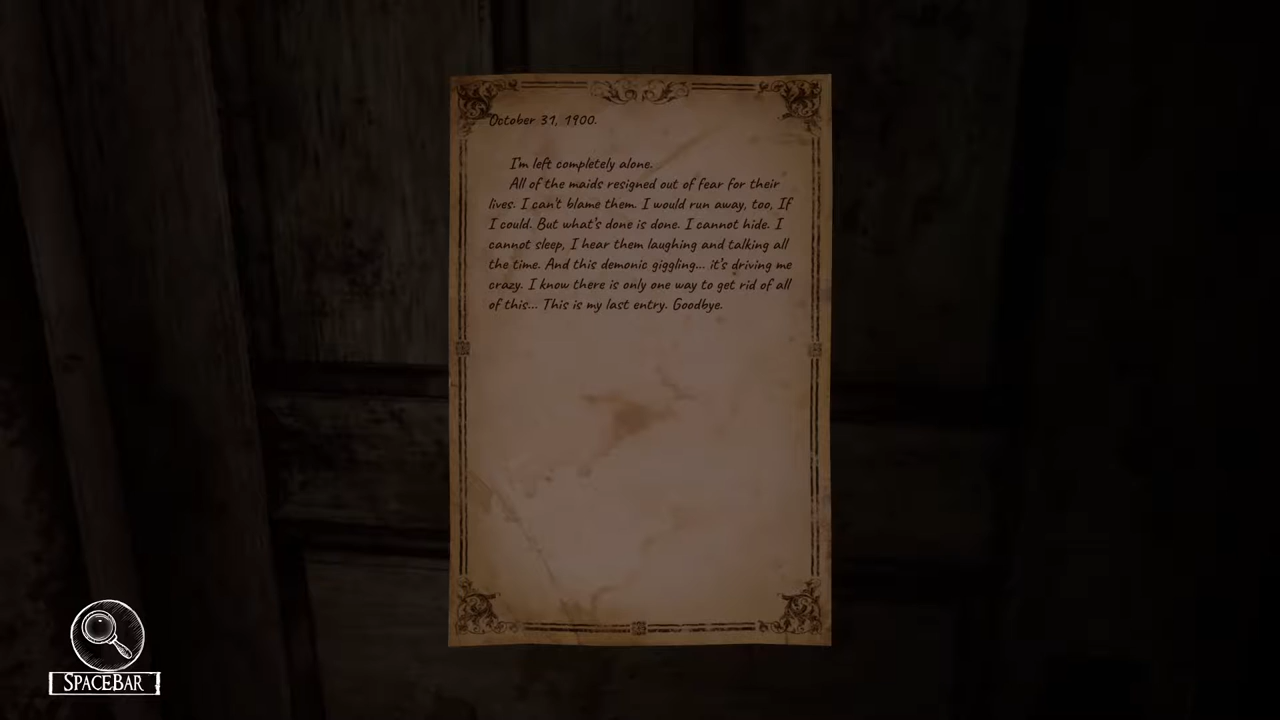 October 31, 1900.
I'm left completely alone.
All of the maids resigned out of fear for their
lives. I can't blame them. I would run away, too, If
I could. But what's done is done. I cannot hide. I
cannot sleep, I hear them laughing and talking all
the time. And this demonic giggling... it's driving me
crazy. I know there is only one way to get rid of all
of this... This is my last entry. Goodbye.
SPACEBAR